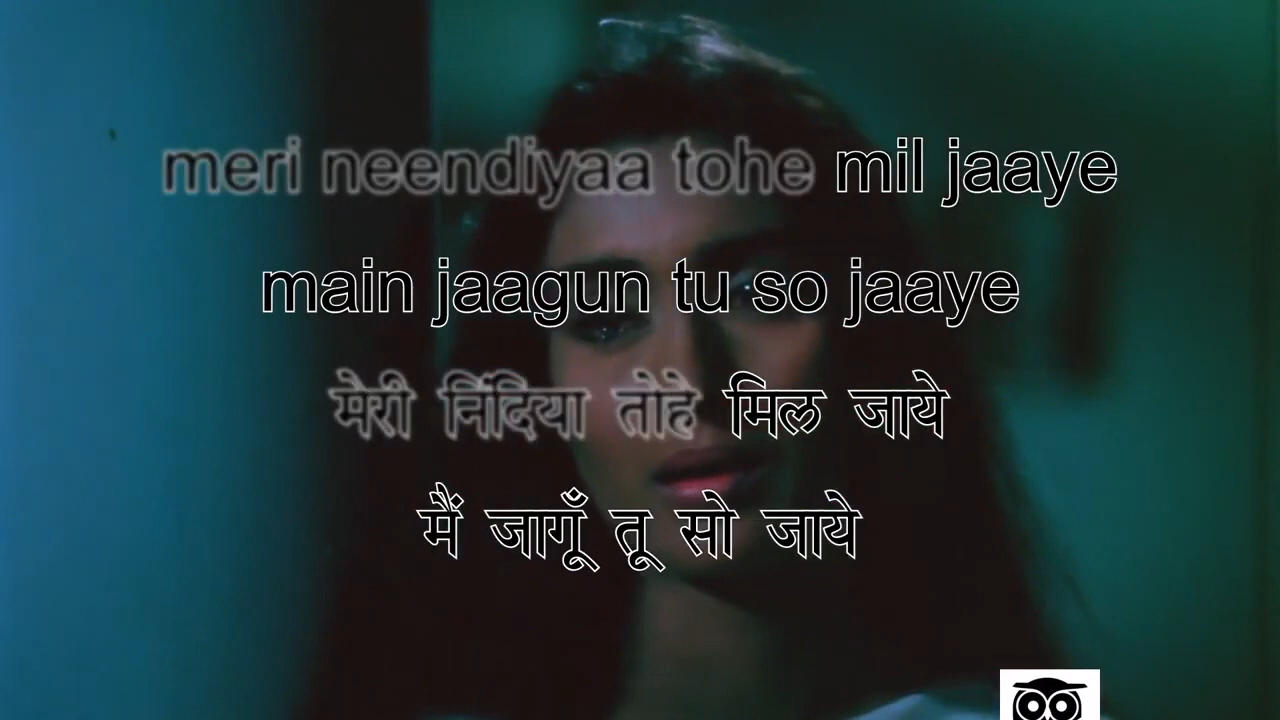 meri neendiyaa tohe mil jaaye
main jaagun tu so jaaye
मेरी निंदिया तोहे मिल जाये
मैं जागूँ तू सो जाये